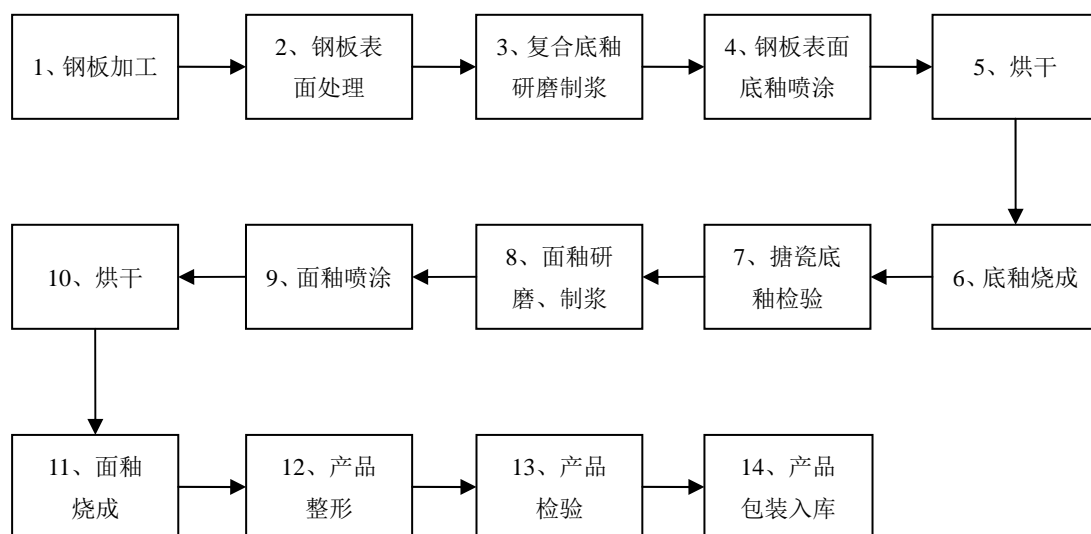 1、钢板加工
2、钢板表
面处理
3、复合底釉
研磨制浆
4、钢板表面
底釉喷涂
5、烘干
6、底釉烧成
7、搪瓷底
釉检验
8、面釉研
磨、制浆
9、面釉喷涂
10、烘干
11、面釉
烧成
12、产品
整形
13、产品
检验
14、产品
包装入库